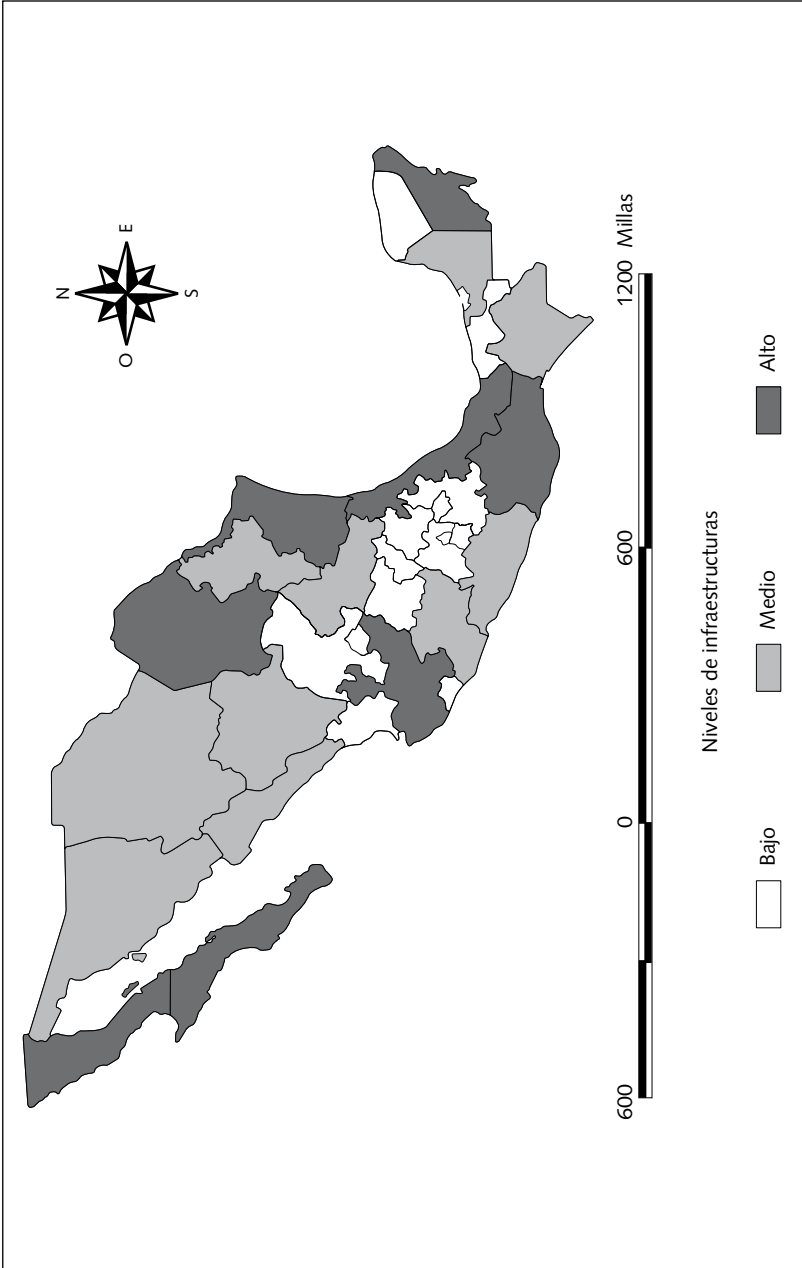 N
O
E
S
600
0
600
1200 Millas
Niveles de infraestructuras
Bajo
Medio
Alto